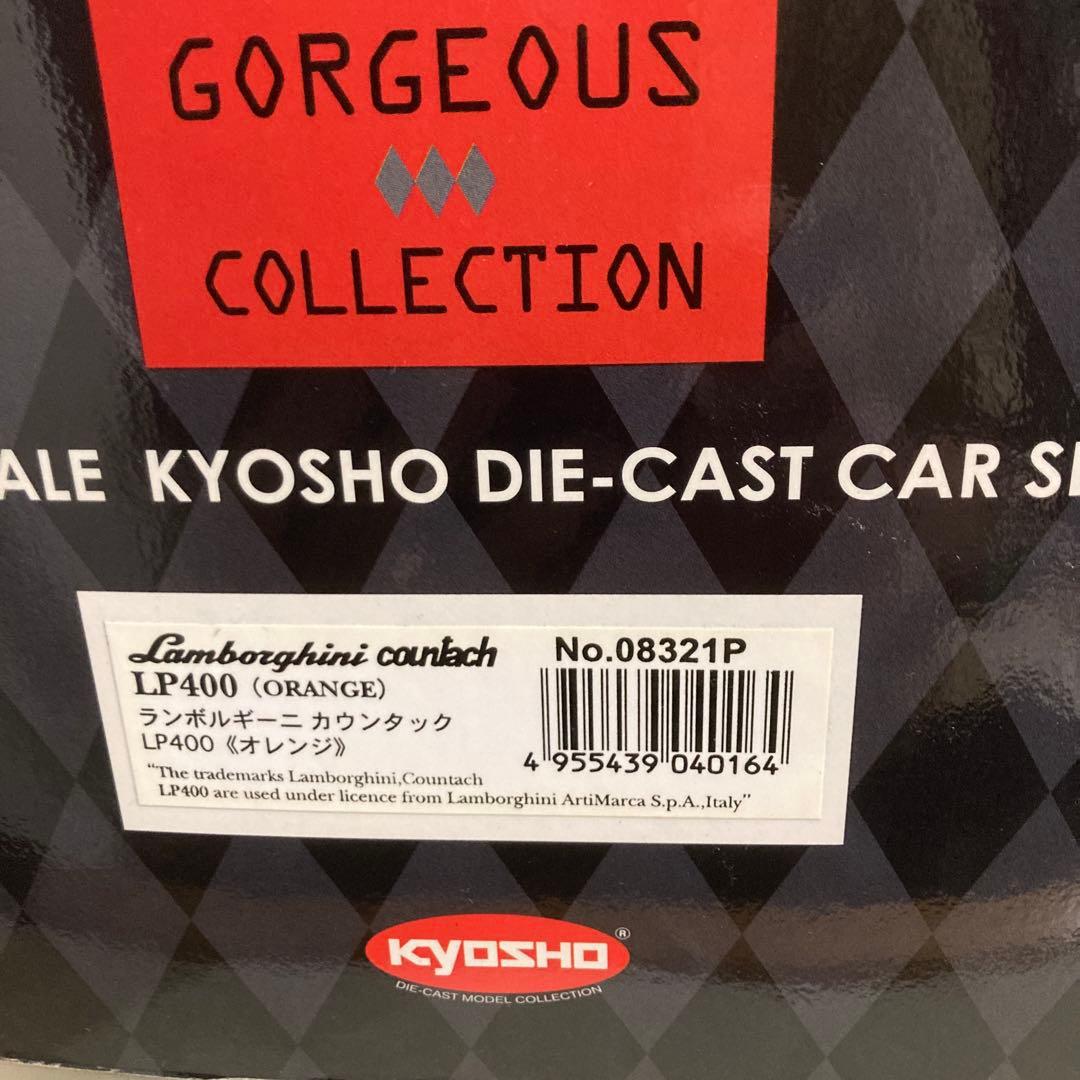 GORGEOUS
COLLECTION
ALE KYOSHO DIE-CAST CAR
Lamborghini countach
LP400 (ORANGE)
ランボルギーニ カウンタック
LP400《オレンジ》
"The trademarks Lamborghini,Countach
LP400 are used under licence from Lamborghini ArtiMarca S.p.A.,Italy"
No.08321P
4 955439 040164
KYOSHO ®
DIE-CAST MODEL COLLECTION